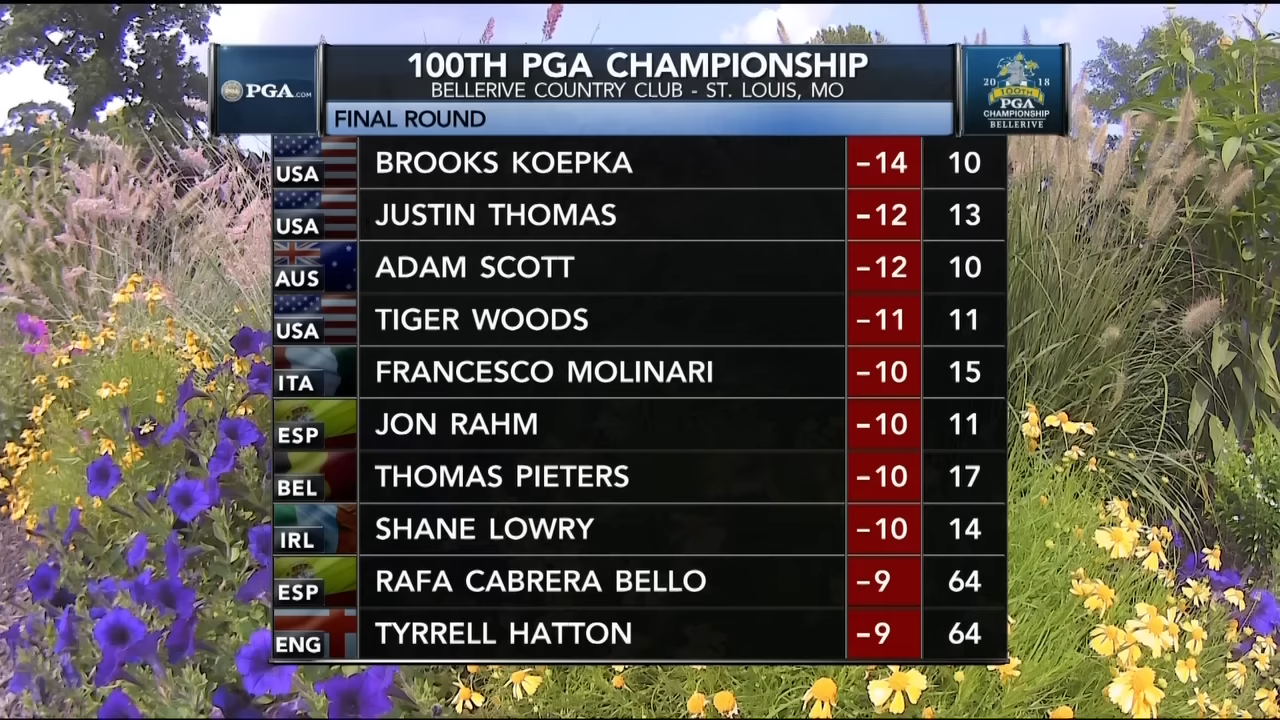 PGA.COM
100TH PGA CHAMPIONSHIP
BELLERIVE COUNTRY CLUB - ST. LOUIS, MO
FINAL ROUND
20 18
100TH
PGA
CHAMPIONSHIP
BELLERIVE
USA BROOKS KOEPKA -14 10
USA JUSTIN THOMAS -12 13
AUS ADAM SCOTT -12 10
USA TIGER WOODS -11 11
ITA FRANCESCO MOLINARI -10 15
ESP JON RAHM -10 11
BEL THOMAS PIETERS -10 17
IRL SHANE LOWRY -10 14
ESP RAFA CABRERA BELLO -9 64
ENG TYRRELL HATTON -9 64